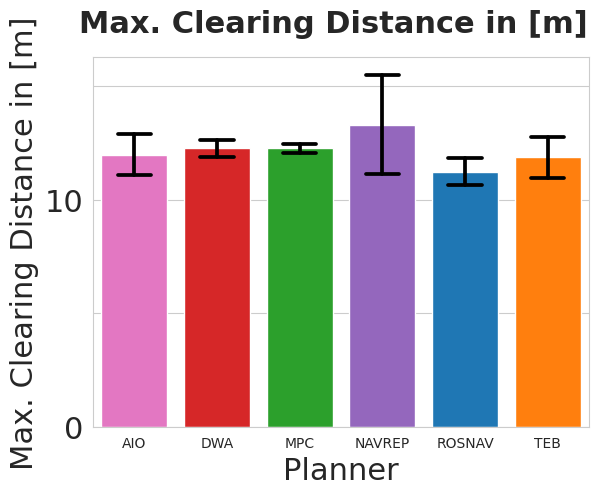 Max. Clearing Distance in [m]
Max. Clearing Distance in [m]
10
0
AIO DWA MPC NAVREP ROSNAV TEB
Planner